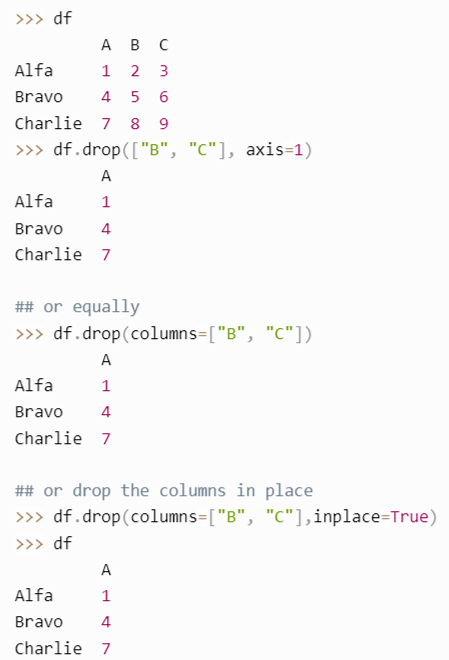 >>> df
         A  B  C
Alfa     1  2  3
Bravo    4  5  6
Charlie  7  8  9
>>> df.drop(["B", "C"], axis=1)
         A
Alfa     1
Bravo    4
Charlie  7
## or equally
>>> df.drop(columns=["B", "C"])
         A
Alfa     1
Bravo    4
Charlie  7
## or drop the columns in place
>>> df.drop(columns=["B", "C"],inplace=True)
>>> df
         A
Alfa     1
Bravo    4
Charlie  7